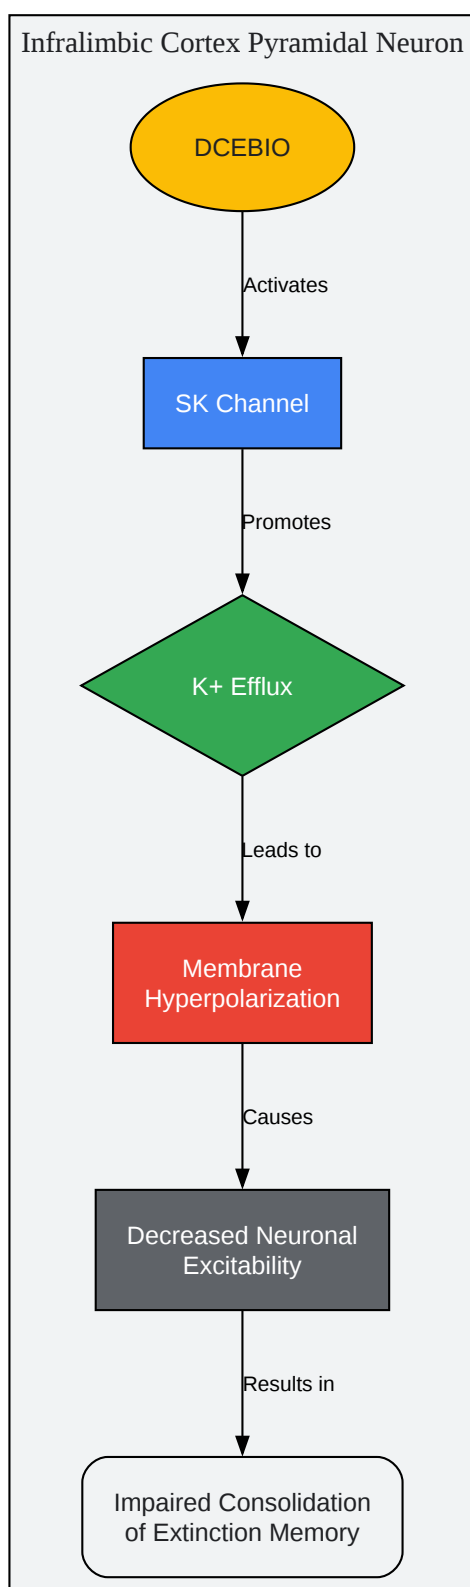 Infralimbic Cortex Pyramidal Neuron
DCEBIO
Activates
SK Channel
Promotes
K+ Efflux
Leads to
Membrane
Hyperpolarization
Causes
Decreased Neuronal
Excitability
Results in
Impaired Consolidation
of Extinction Memory